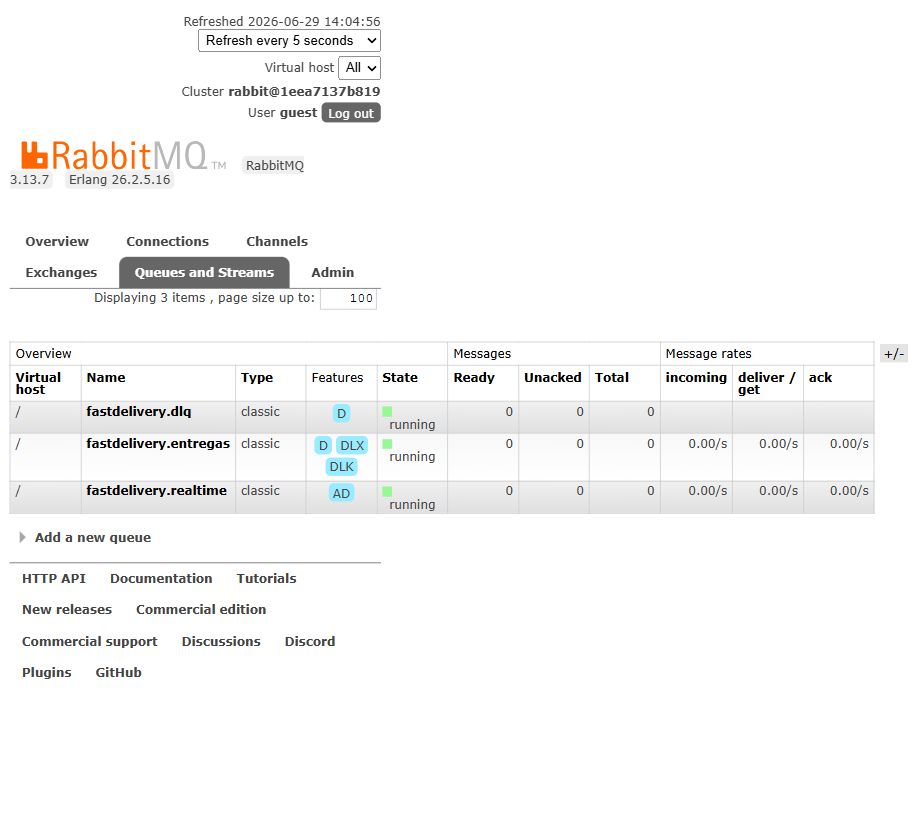 Refreshed 2026-06-29 14:04:56
Refresh every 5 seconds
Virtual host All
Cluster rabbit@1eea7137b819
User guest Log out
RabbitMQ TM RabbitMQ
3.13.7 Erlang 26.2.5.16
Overview Connections Channels
Exchanges Queues and Streams Admin
Displaying 3 items , page size up to: 100
Overview Messages Message rates +/-
Virtual host Name Type Features State Ready Unacked Total incoming deliver / get ack
/ fastdelivery.dlq classic D running 0 0 0
/ fastdelivery.entregas classic D DLX DLK running 0 0 0 0.00/s 0.00/s 0.00/s
/ fastdelivery.realtime classic AD running 0 0 0 0.00/s 0.00/s 0.00/s
Add a new queue
HTTP API Documentation Tutorials
New releases Commercial edition
Commercial support Discussions Discord
Plugins GitHub